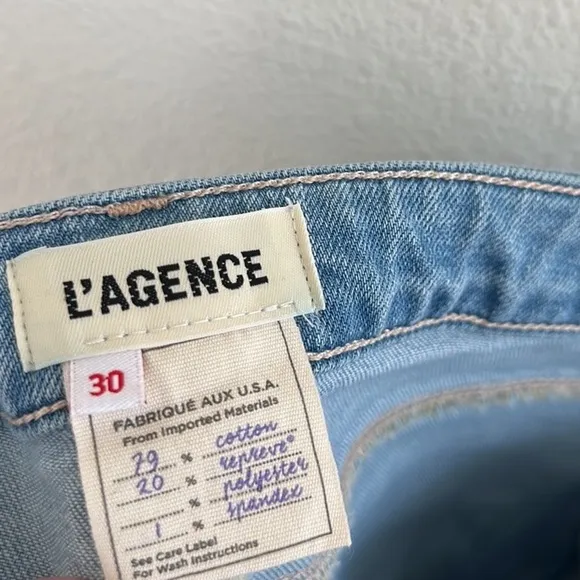 L'AGENCE
30
FABRIQUÉ AUX U.S.A.
From Imported Materials
79 % cotton
20 % repreve®
% polyester
1 % spandex
See Care Label
For Wash Instructions